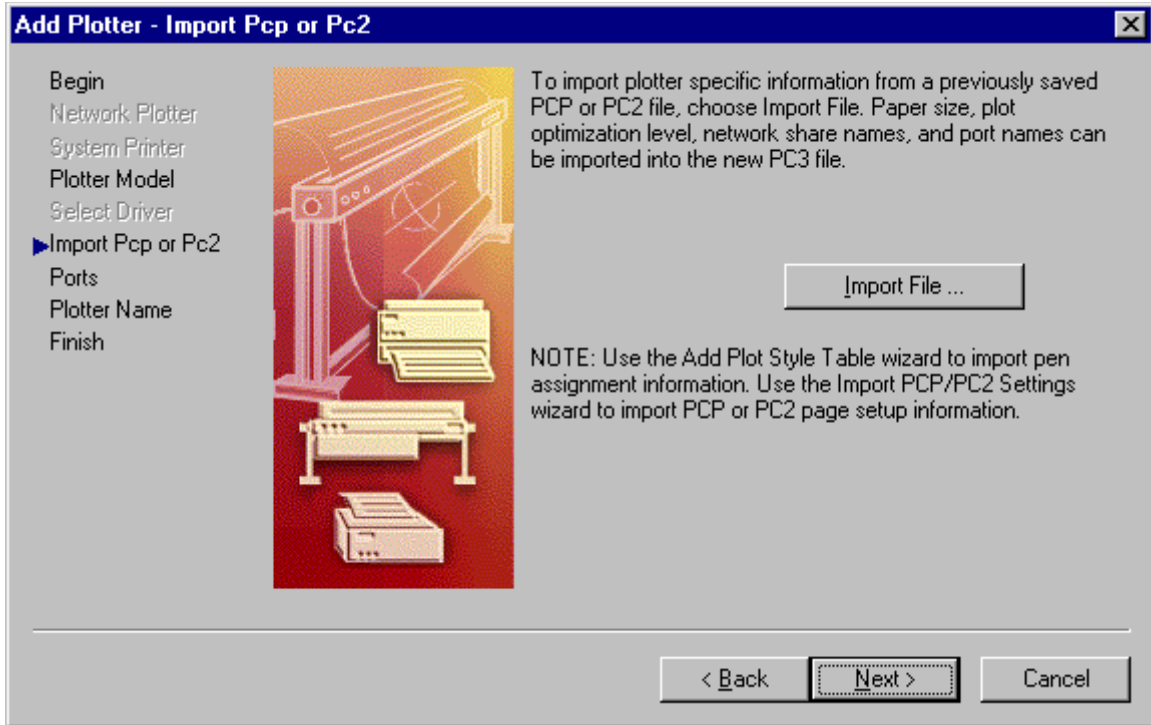 Add Plotter - Import Pcp or Pc2
Begin
Network Plotter
System Printer
Plotter Model
Select Driver
Import Pcp or Pc2
Ports
Plotter Name
Finish
To import plotter specific information from a previously saved
PCP or PC2 file, choose Import File. Paper size, plot
optimization level, network share names, and port names can
be imported into the new PC3 file.
Import File ...
NOTE: Use the Add Plot Style Table wizard to import pen
assignment information. Use the Import PCP/PC2 Settings
wizard to import PCP or PC2 page setup information.
< Back
Next >
Cancel